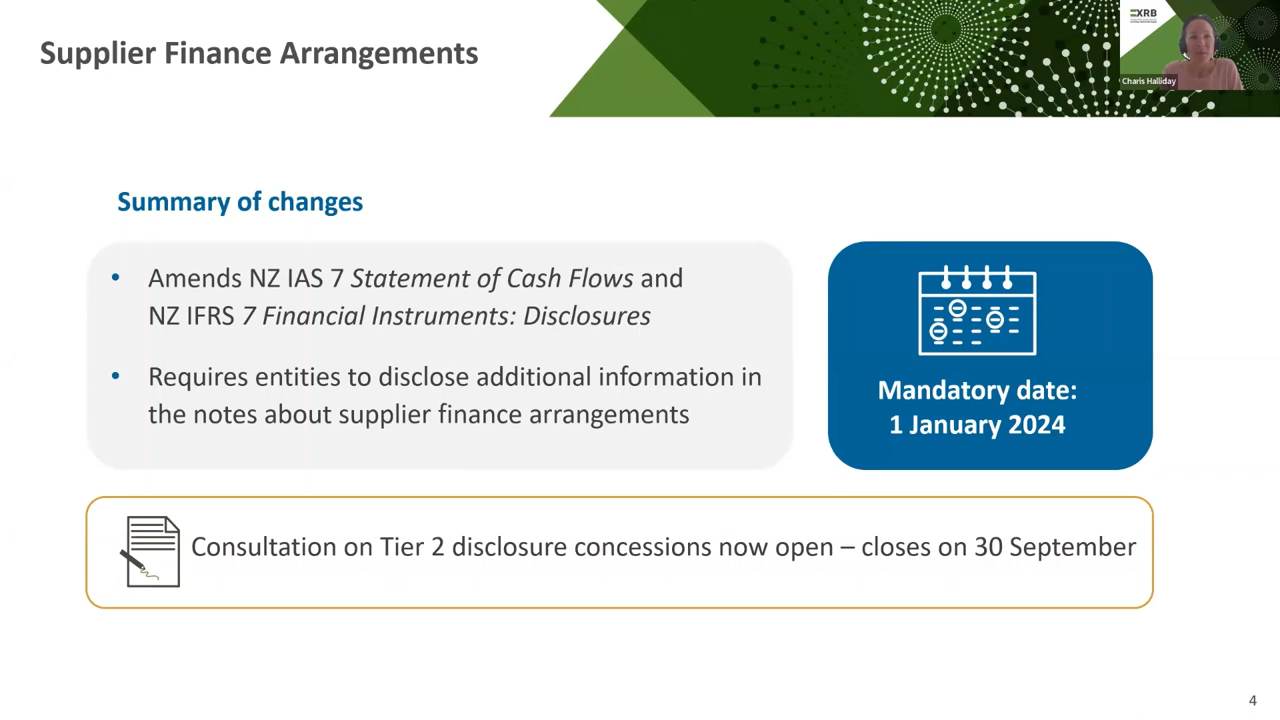 Supplier Finance Arrangements
XRB
Charis Halliday
Summary of changes
• Amends NZ IAS 7 Statement of Cash Flows and
NZ IFRS 7 Financial Instruments: Disclosures
• Requires entities to disclose additional information in
the notes about supplier finance arrangements
Mandatory date:
1 January 2024
Consultation on Tier 2 disclosure concessions now open – closes on 30 September
4